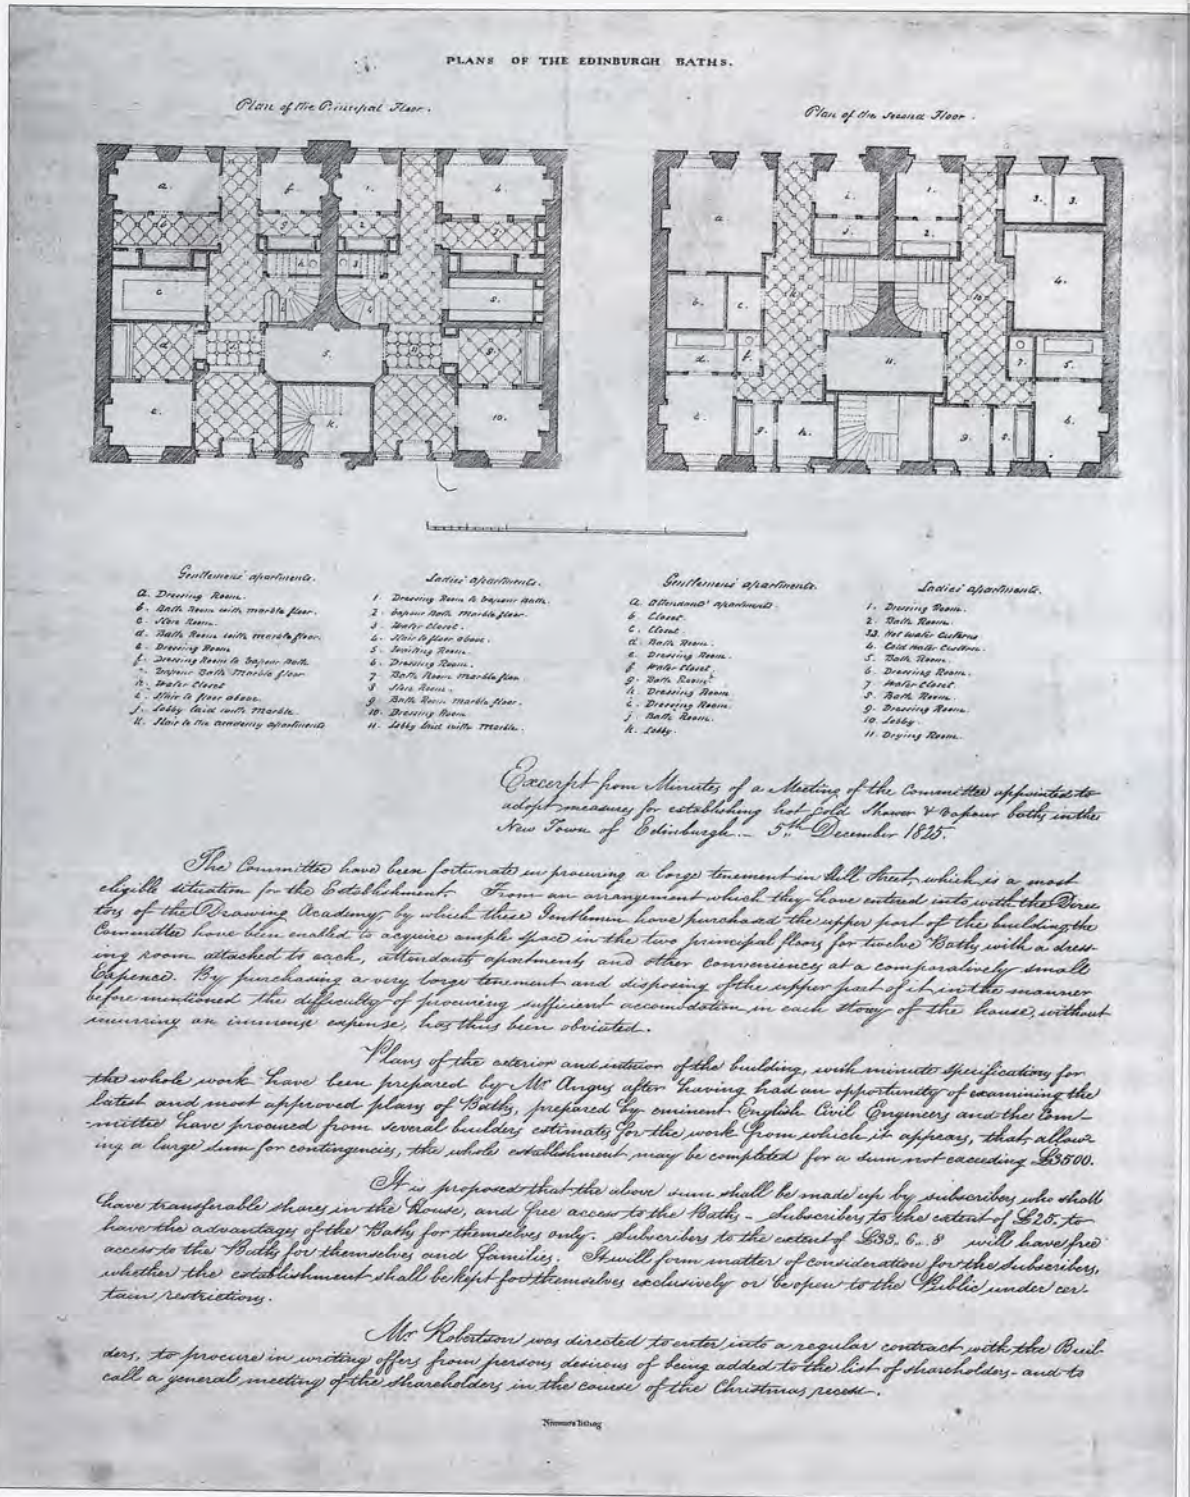 PLANS OF THE EDINBURGH BATHS.
Plan of the Principal Floor.
Plan of the second Floor.
Gentlemens' apartments.
a. Dressing Room.
b. Bath Room with marble floor.
c. Store Room.
d. Bath Room with marble floor.
e. Dressing Room
f. Dressing Room to Vapour Bath
Vapour Bath Marble floor
h. Water Closet
i. Stair to floor above.
j. Lobby laid with Marble
k. Stair to the academy apartments
Ladies' apartments.
1. Dressing Room to Vapour Bath.
2. Vapour Bath Marble floor.
3. Water Closet.
4. Stair to floor above.
5. Waiting Room.
6. Dressing Room.
7. Bath Room Marble floor
8. Store Room.
9. Bath Room Marble floor.
10. Dressing Room
11. Lobby laid with Marble.
Gentlemens' apartments.
a. Attendants' apartments
b. Closet.
c. Closet.
d. Bath Room.
e. Dressing Room.
f. Water Closet.
g. Bath Room.
h. Dressing Room
i. Dressing Room.
j. Bath Room.
k. Lobby.
Ladies' apartments.
1. Dressing Room.
2. Bath Room.
33. Hot Water Cisterns
4. Cold Water Cistern.
5. Bath Room.
6. Dressing Room.
7. Water Closet.
8. Bath Room.
9. Dressing Room.
10. Lobby.
11. Drying Room.
Excerpt from Minutes of a Meeting of the Committee appointed to
adopt measures for establishing hot Cold Shower & Vapour baths in the
New Town of Edinburgh. – 5th December 1825.
The Committee have been fortunate in procuring a large tenement in Hill Street, which is a most
eligible situation for the Establishment. From an arrangement which they have entered into with the Direc
tors of the Drawing Academy, by which these Gentlemen have purchased the upper part of the building, the
Committee have been enabled to acquire ample space in the two principal floors for twelve Baths, with a dress-
ing room attached to each, attendants apartments and other conveniences at a comparatively small
Expence. By purchasing a very large tenement and disposing of the upper part of it in the manner
before mentioned the difficulty of procuring sufficient accomodation in each story of the house, without
incurring an immense expense, has thus been obviated.
Plans of the exterior and interior of the building, with minute specifications for
the whole work have been prepared by Mr Angus after having had an opportunity of examining the
latest and most approved plans of Baths, prepared by eminent English Civil Engineers and the Com-
-mittee have procured from several builders estimates for the work from which it appears, that, allow
ing a large sum for contingencies, the whole establishment may be completed for a sum not exceeding £3500.
It is proposed that the above sum shall be made up by subscribers who shall
have transferable shares in the House, and free access to the Baths – Subscribers to the extent of £25. to
have the advantages of the Baths for themselves only. Subscribers to the extent of £33.. 6.. 8 will have free
access to the Baths for themselves and families. It will form matter of consideration for the subscribers,
whether the establishment shall be kept for themselves exclusively or be open to the Public under cer-
tain restrictions.
Mr Robertson was directed to enter into a regular contract with the Buil-
ders, to procure in writing offers from persons desirous of being added to the list of shareholders – and to
call a general meeting of the shareholders in the course of the Christmas recess.